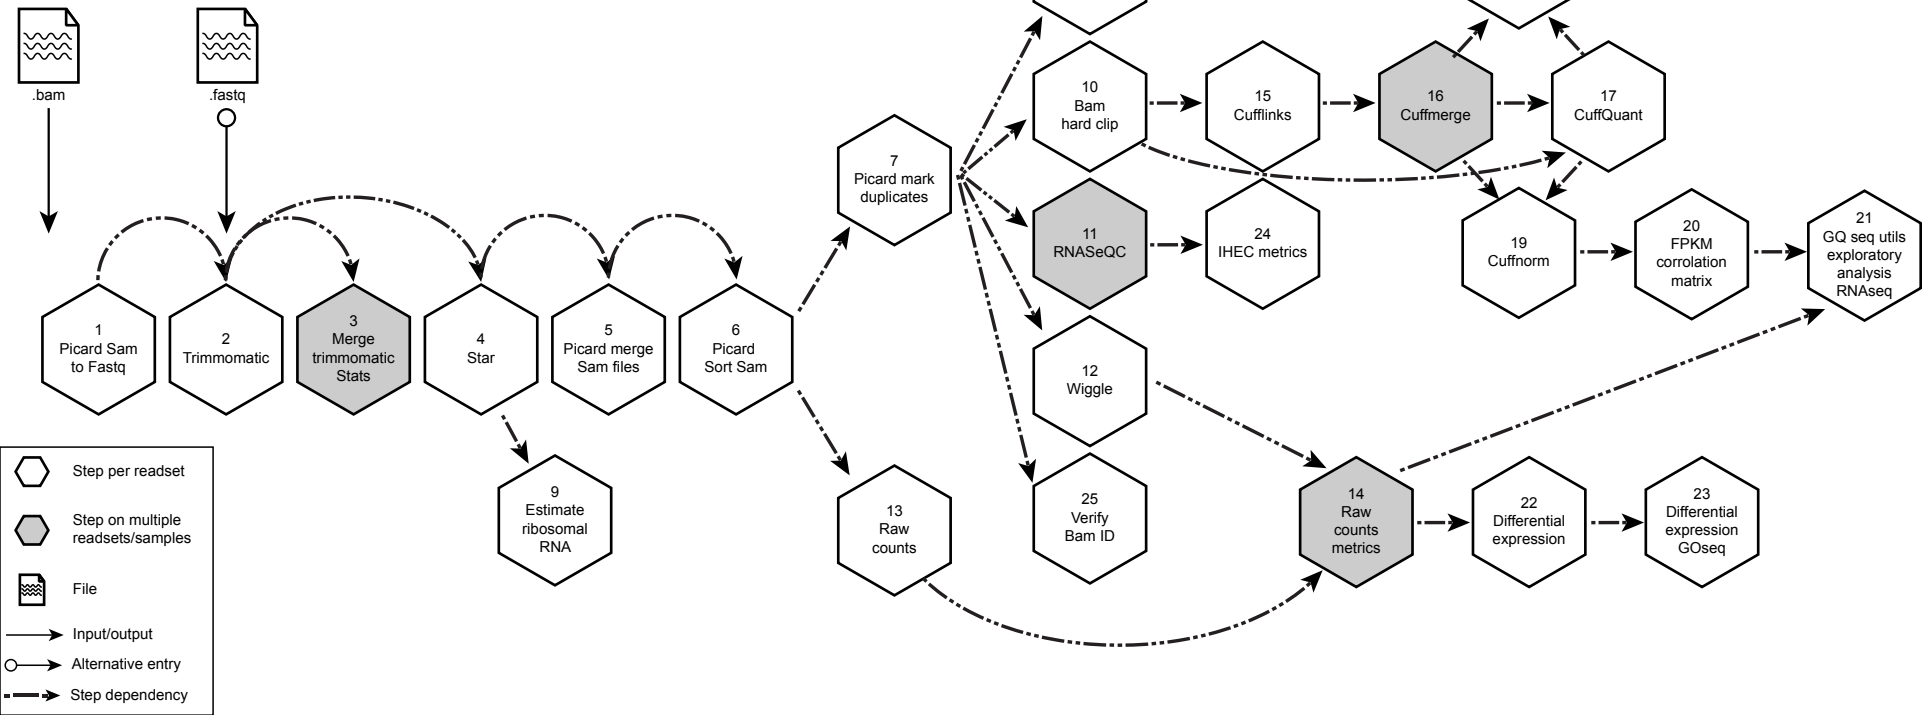 .bam
.fastq
1
Picard Sam
to Fastq
2
Trimmomatic
3
Merge
trimmomatic
Stats
4
Star
5
Picard merge
Sam files
6
Picard
Sort Sam
7
Picard mark
duplicates
9
Estimate
ribosomal
RNA
13
Raw
counts
10
Bam
hard clip
11
RNASeQC
12
Wiggle
25
Verify
Bam ID
15
Cufflinks
24
IHEC metrics
16
Cuffmerge
17
CuffQuant
19
Cuffnorm
20
FPKM
corrolation
matrix
21
GQ seq utils
exploratory
analysis
RNAseq
14
Raw
counts
metrics
22
Differential
expression
23
Differential
expression
GOseq
Step per readset
Step on multiple
readsets/samples
File
Input/output
Alternative entry
Step dependency